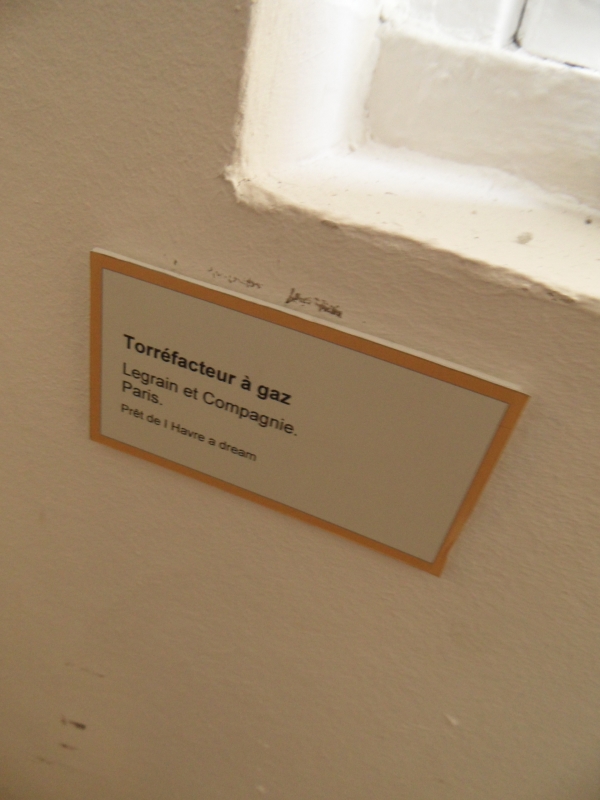 Torréfacteur à gaz
Legrain et Compagnie.
Paris.
Prêt de l Havre a dream